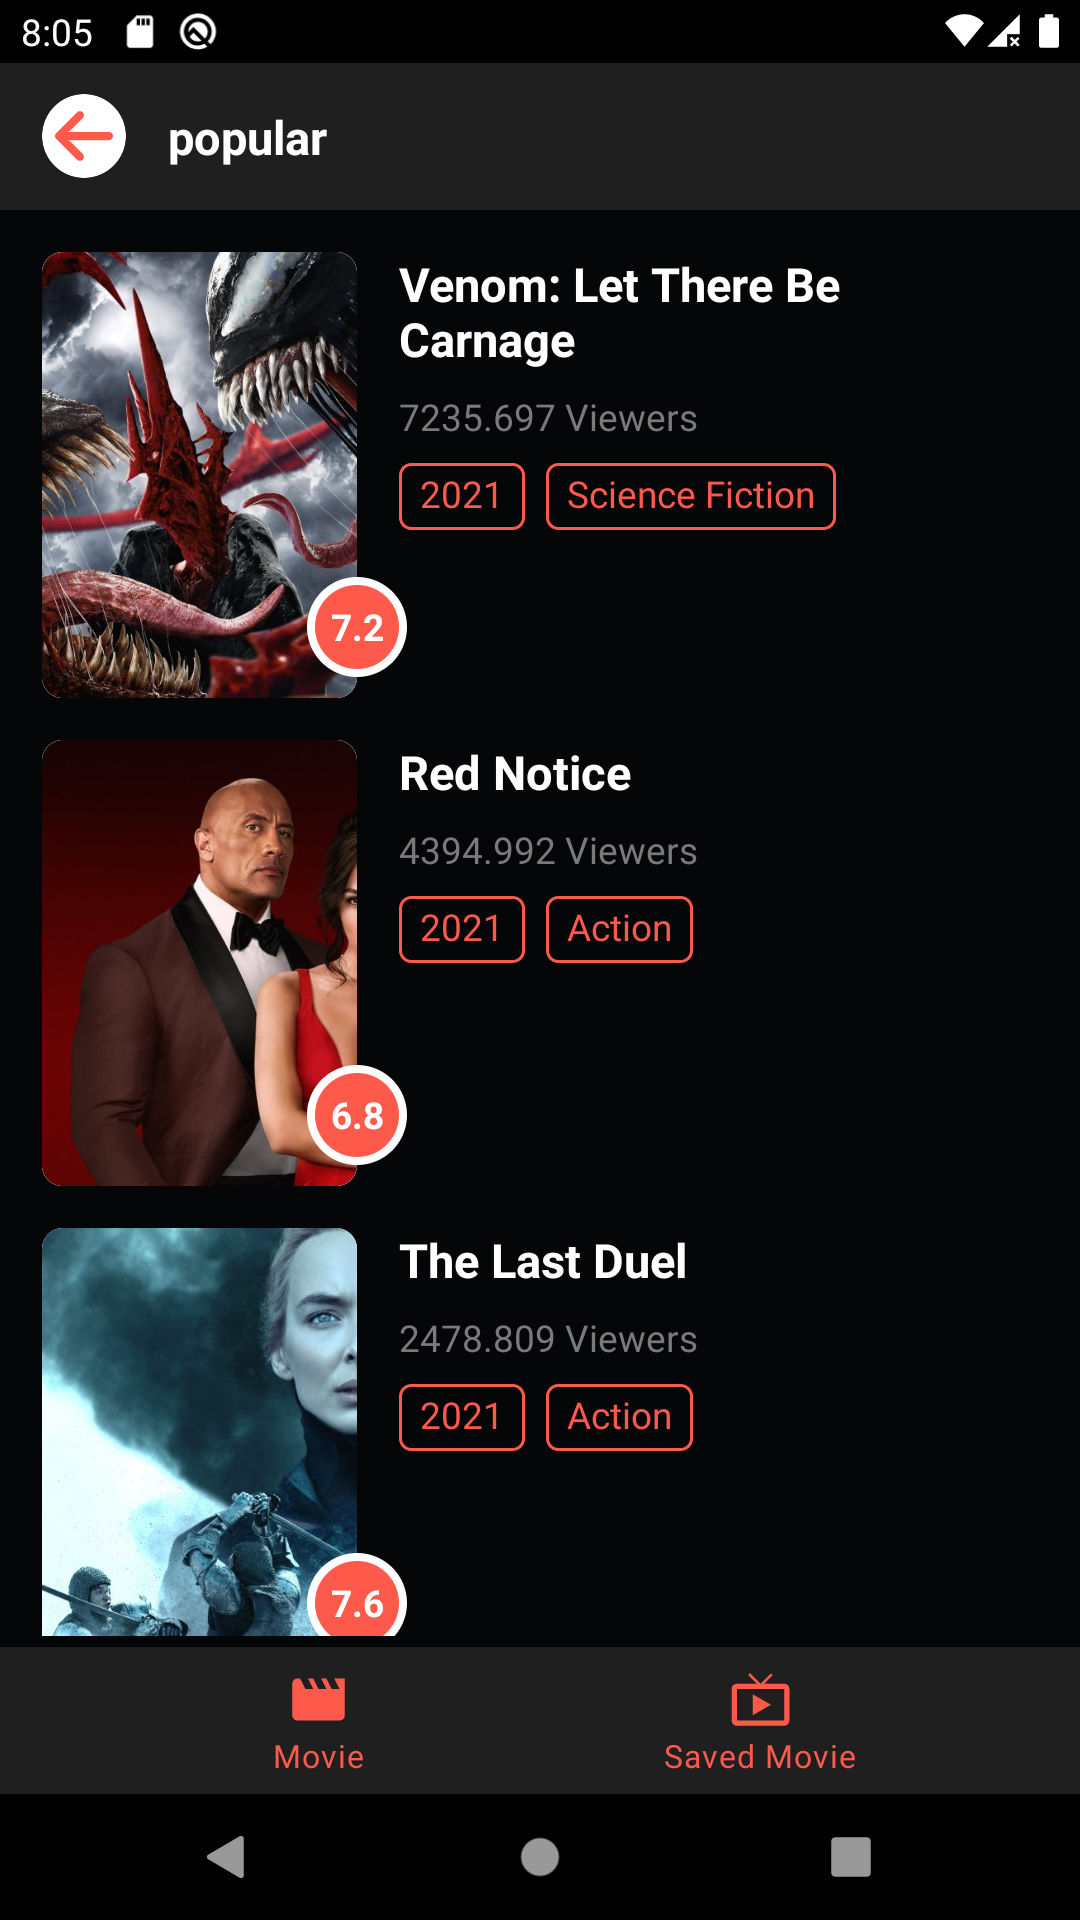 8:05
popular
Venom: Let There Be
Carnage
7235.697 Viewers
2021 Science Fiction
7.2
Red Notice
4394.992 Viewers
2021 Action
6.8
The Last Duel
2478.809 Viewers
2021 Action
7.6
Movie Saved Movie